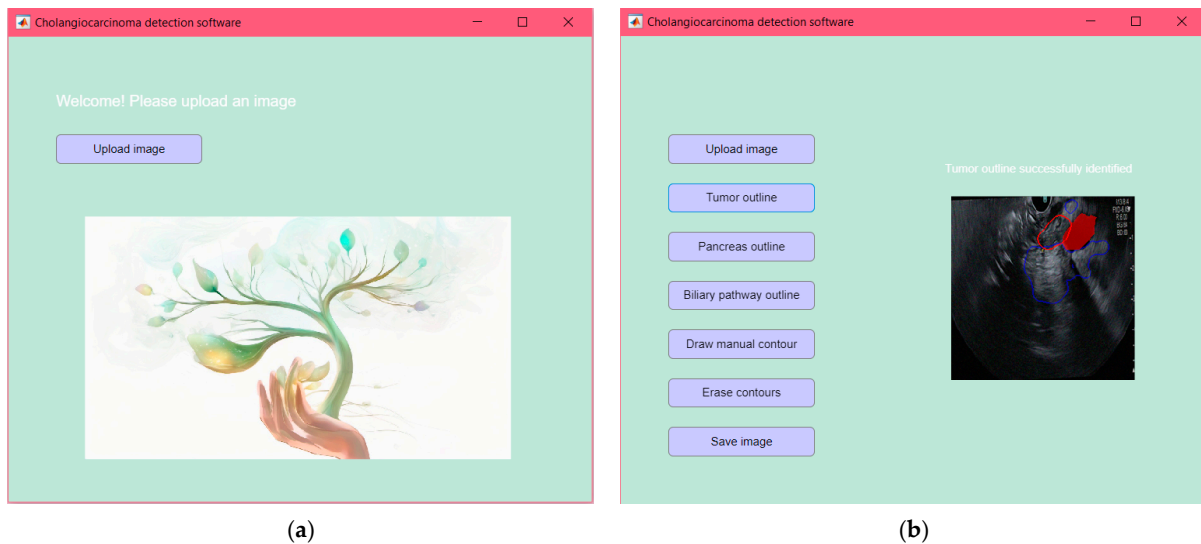 Cholangiocarcinoma detection software
Welcome! Please upload an image
Upload image
(a)
Cholangiocarcinoma detection software
Upload image
Tumor outline
Pancreas outline
Biliary pathway outline
Draw manual contour
Erase contours
Save image
Tumor outline successfully identified
(b)